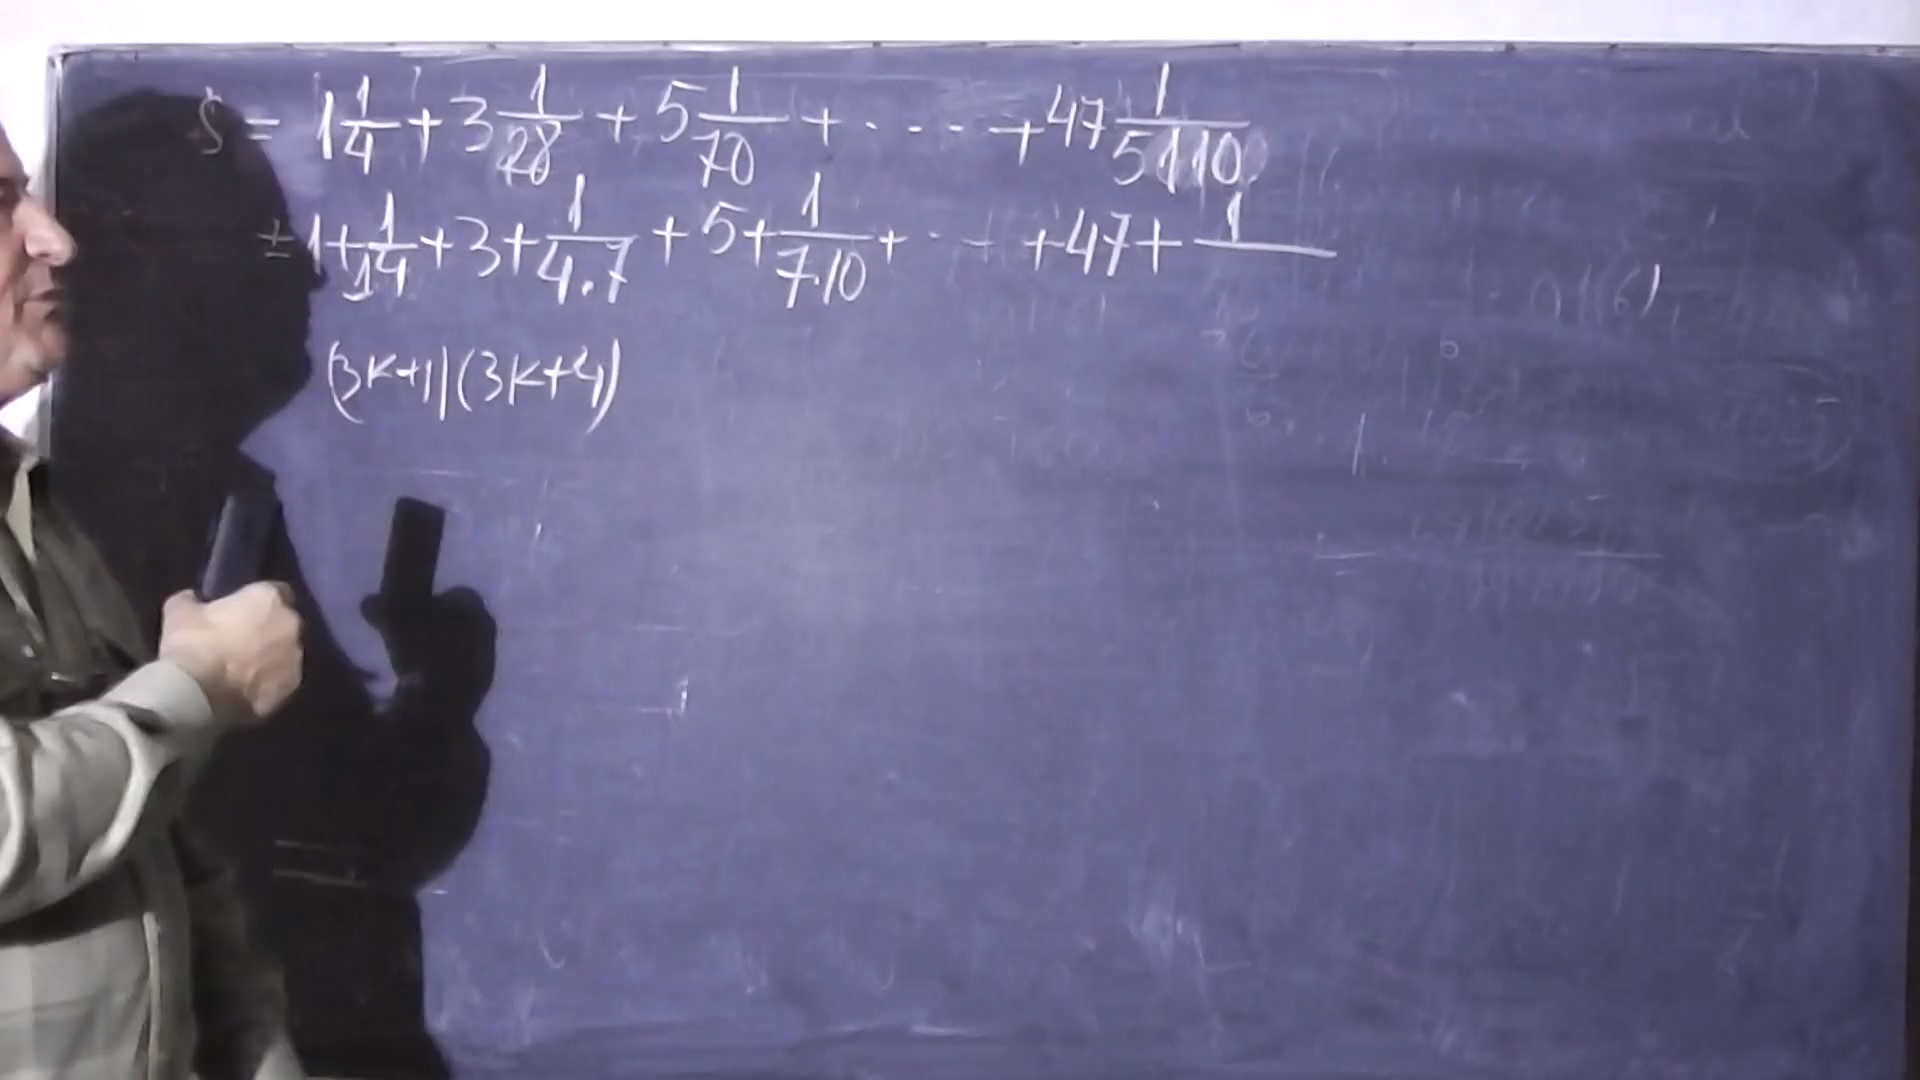 S = 1 1/4 + 3 1/28 + 5 1/70 + · · · · + 47 1/5110
= 1 + 1/1·4 + 3 + 1/4·7 + 5 + 1/7·10 + · · · + 47 + 1/
(3k+1)(3k+4)